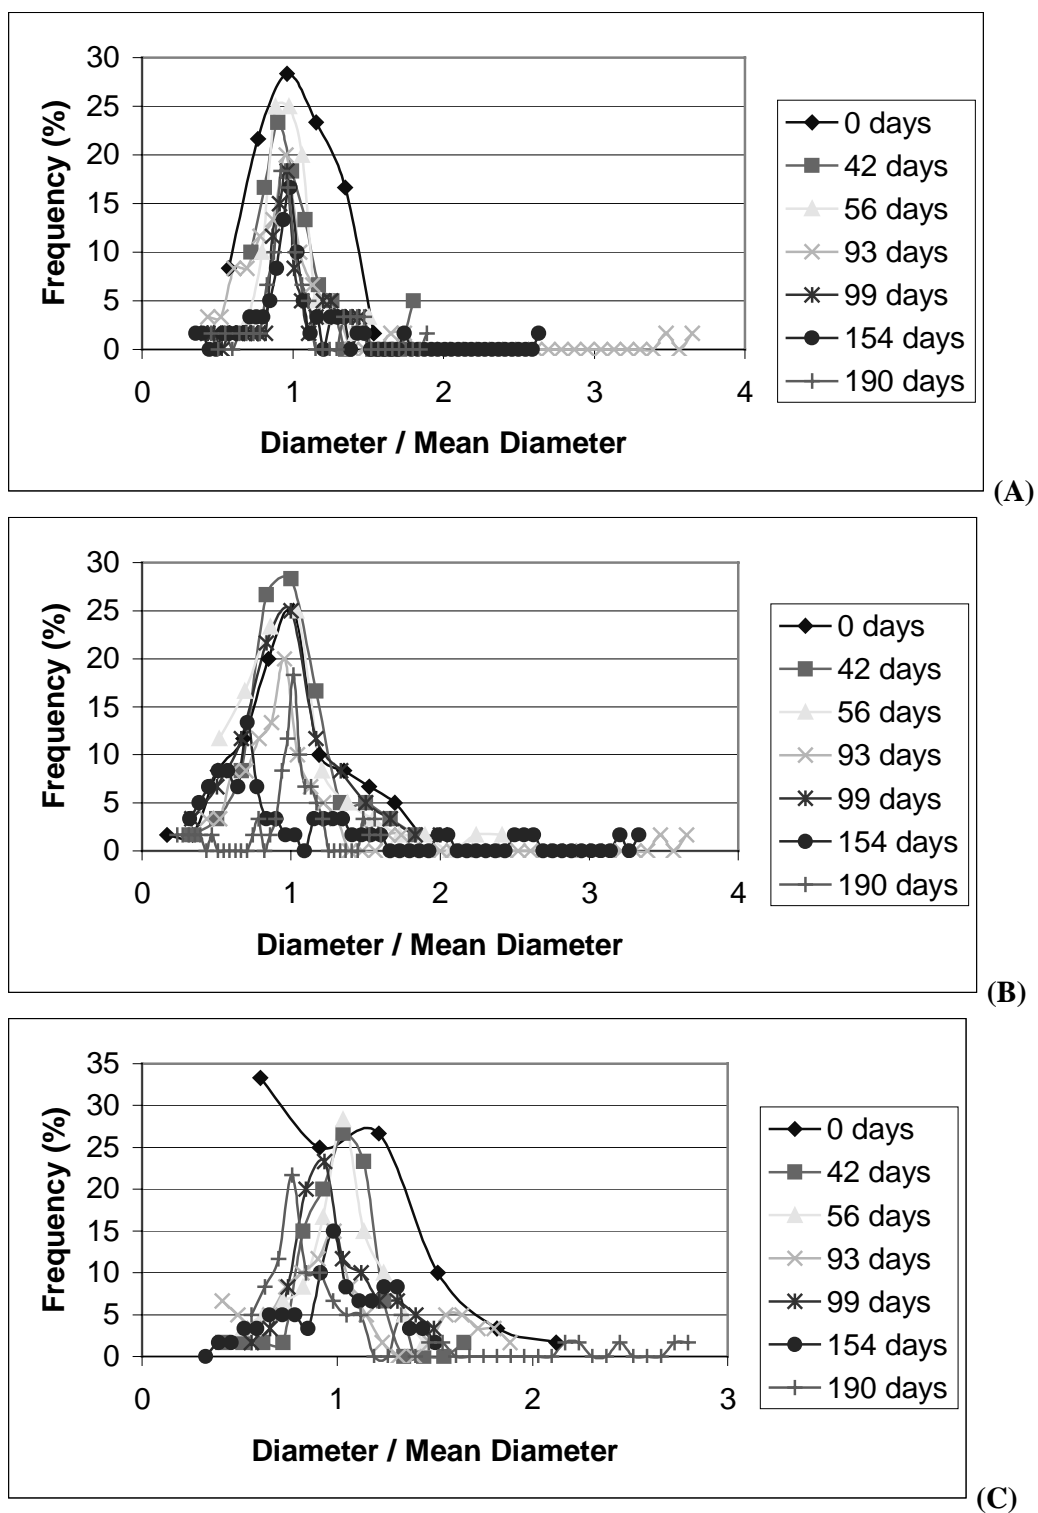 30
25
20
15
10
5
0
Frequency (%)
0 1 2 3 4
Diameter / Mean Diameter
0 days
42 days
56 days
93 days
99 days
154 days
190 days
(A)
30
25
20
15
10
5
0
Frequency (%)
0 1 2 3 4
Diameter / Mean Diameter
0 days
42 days
56 days
93 days
99 days
154 days
190 days
(B)
35
30
25
20
15
10
5
0
Frequency (%)
0 1 2 3
Diameter / Mean Diameter
0 days
42 days
56 days
93 days
99 days
154 days
190 days
(C)